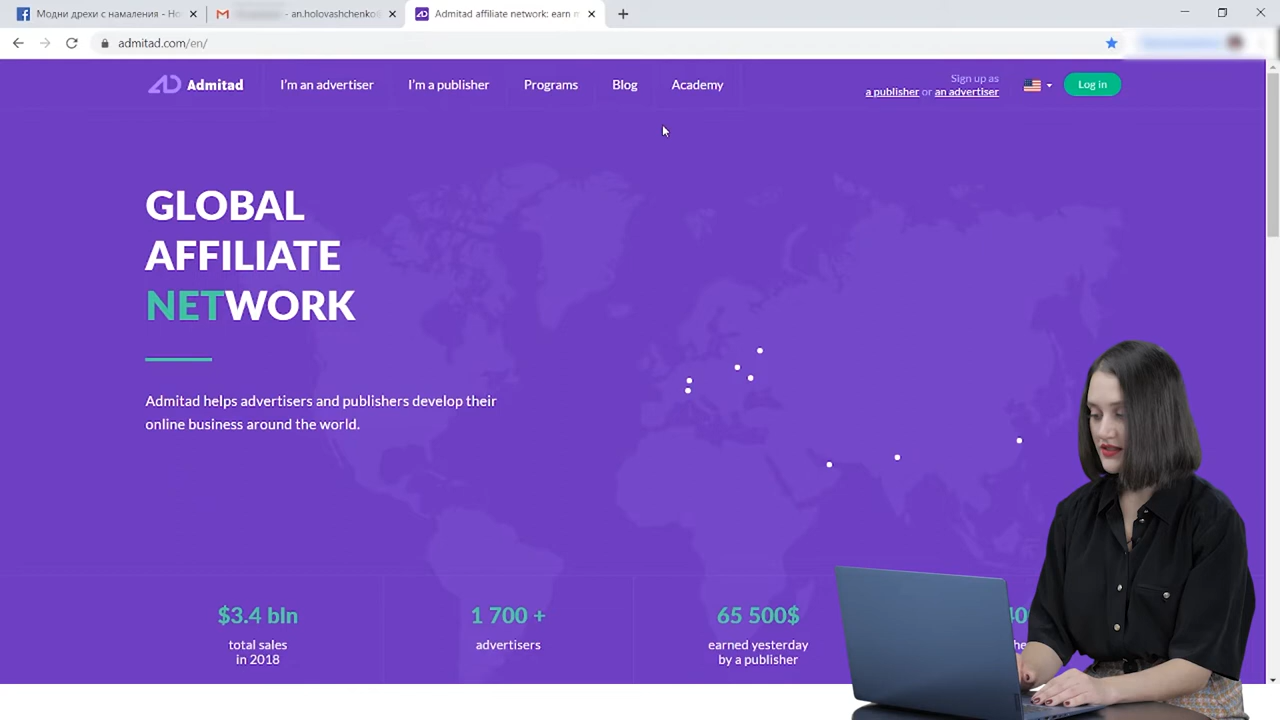 Модни дрехи с намаления - Но
- an.holovashchenko
Admitad affiliate network: earn m
admitad.com/en/
Admitad
I'm an advertiser
I'm a publisher
Programs
Blog
Academy
Sign up as
a publisher or an advertiser
Log in
GLOBAL
AFFILIATE
NETWORK
Admitad helps advertisers and publishers develop their
online business around the world.
$3.4 bln
total sales
in 2018
1 700 +
advertisers
65 500$
earned yesterday
by a publisher